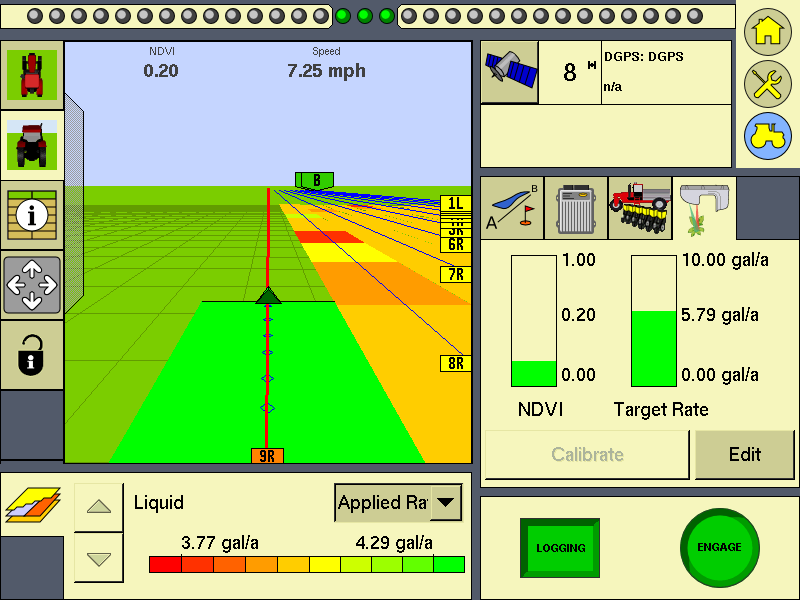 NDVI
0.20
Speed
7.25 mph
B
1L
6R
7R
8R
9R
8
DGPS: DGPS
n/a
A
B
1.00
0.20
0.00
NDVI
10.00 gal/a
5.79 gal/a
0.00 gal/a
Target Rate
Calibrate
Edit
Liquid
Applied Ra
3.77 gal/a
4.29 gal/a
LOGGING
ENGAGE